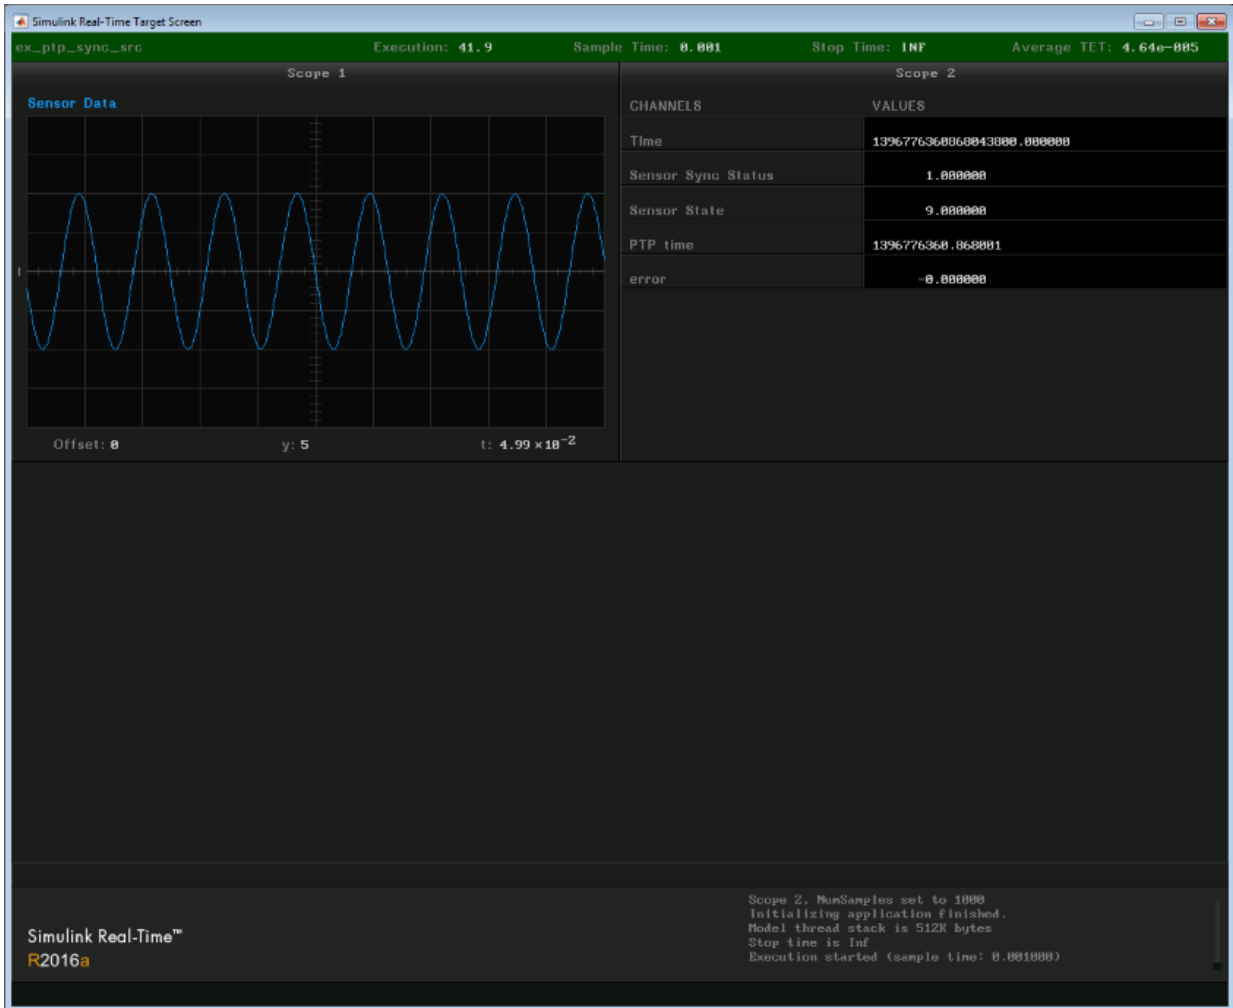 Simulink Real-Time Target Screen
ex_ptp_sync_src Execution: 41.9 Sample Time: 0.001 Stop Time: INF Average TET: 4.64e-005
Scope 1
Sensor Data
Offset: 0 y: 5 t: 4.99 ×10⁻²
Scope 2
CHANNELS VALUES
TIme 1396776360868043800.000000
Sensor Sync Status 1.000000
Sensor State 9.000000
PTP time 1396776360.868001
error -0.000000
Simulink Real-Time™
R2016a
Scope 2, NumSamples set to 1000
Initializing application finished.
Model thread stack is 512K bytes
Stop time is Inf
Execution started (sample time: 0.001000)